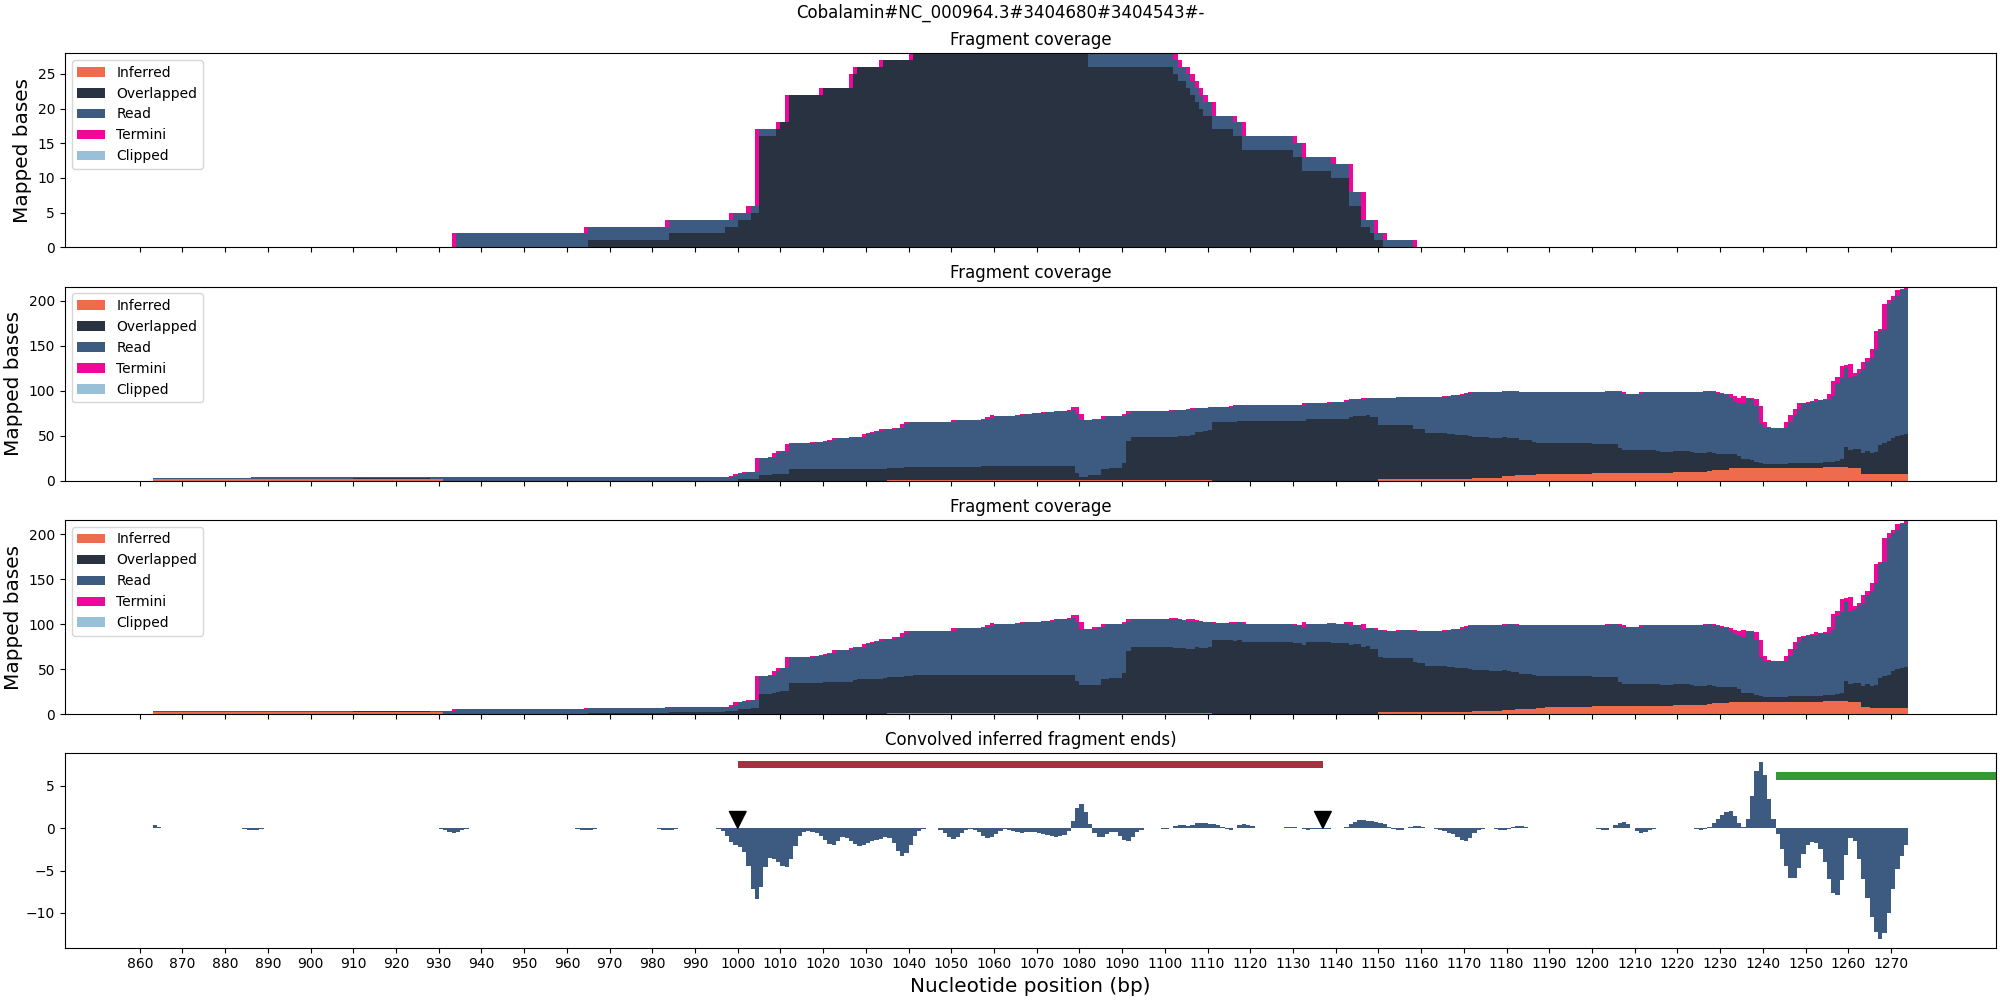 Cobalamin#NC_000964.3#3404680#3404543#-
Fragment coverage
Mapped bases
25
20
15
10
5
0
Inferred
Overlapped
Read
Termini
Clipped
Fragment coverage
Mapped bases
200
150
100
50
0
Inferred
Overlapped
Read
Termini
Clipped
Fragment coverage
Mapped bases
200
150
100
50
0
Inferred
Overlapped
Read
Termini
Clipped
Convolved inferred fragment ends)
5
0
−5
−10
860 870 880 890 900 910 920 930 940 950 960 970 980 990 1000 1010 1020 1030 1040 1050 1060 1070 1080 1090 1100 1110 1120 1130 1140 1150 1160 1170 1180 1190 1200 1210 1220 1230 1240 1250 1260 1270
Nucleotide position (bp)